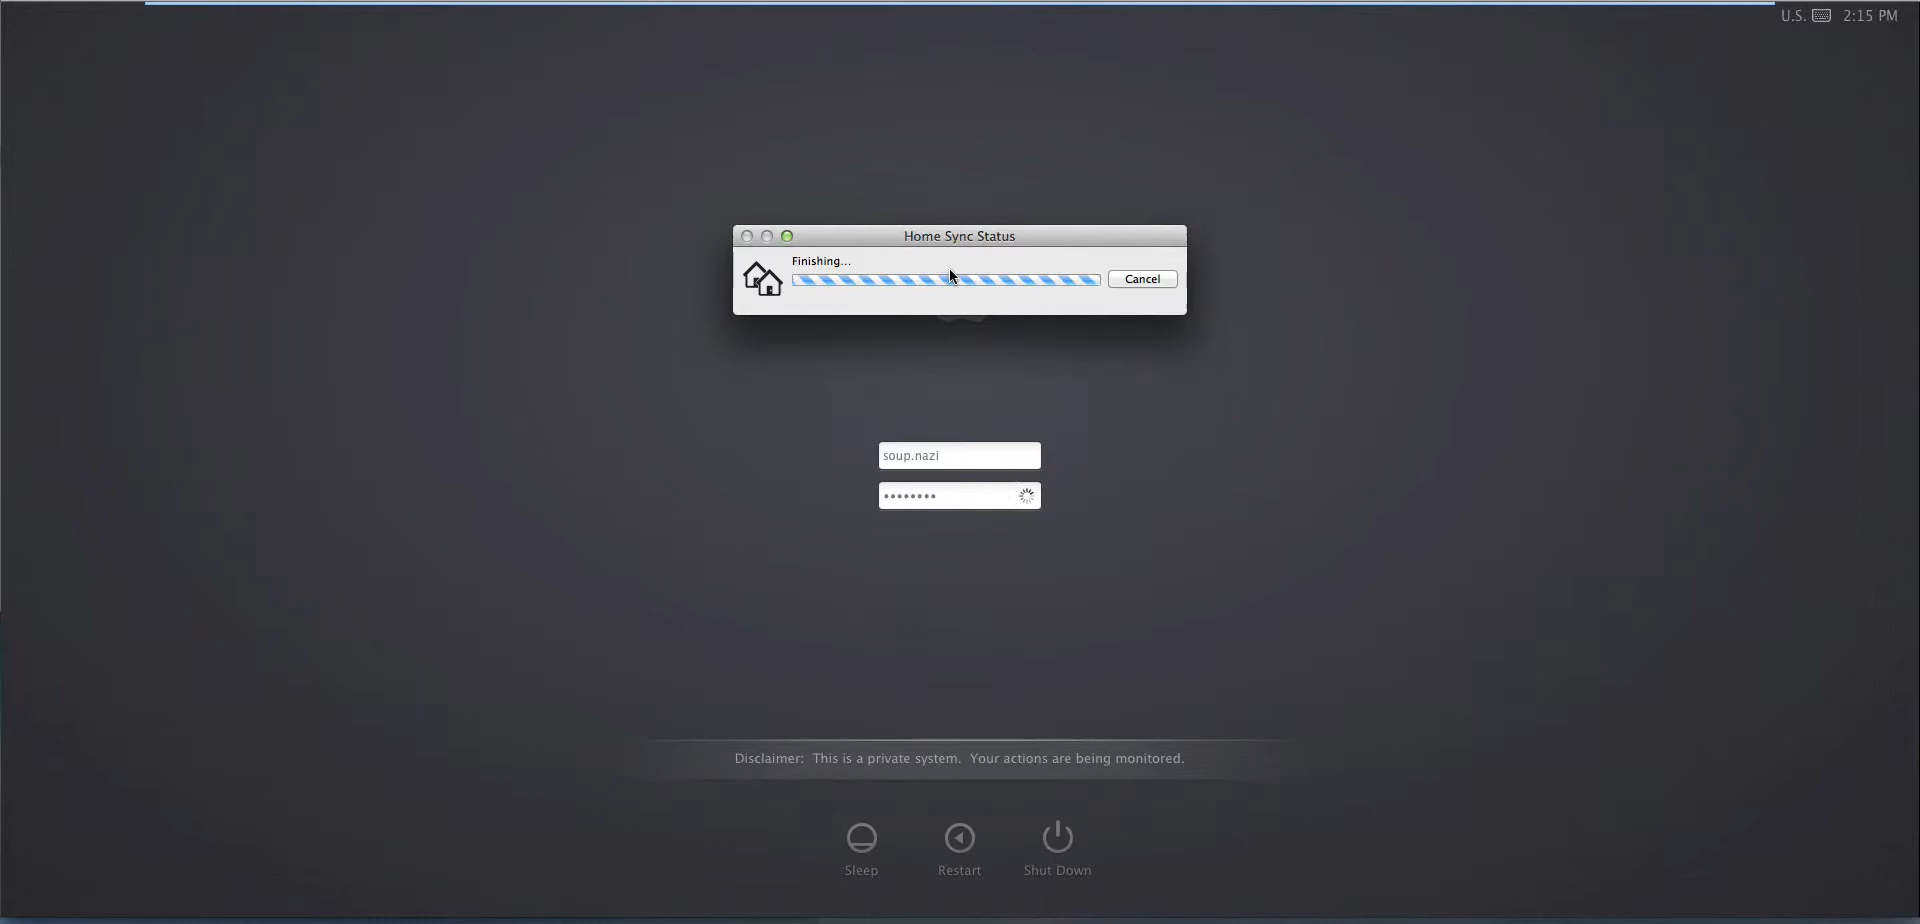 U.S. 2:15 PM
Home Sync Status
Finishing...
Cancel
soup.nazi
••••••••
Disclaimer: This is a private system. Your actions are being monitored.
Sleep Restart Shut Down